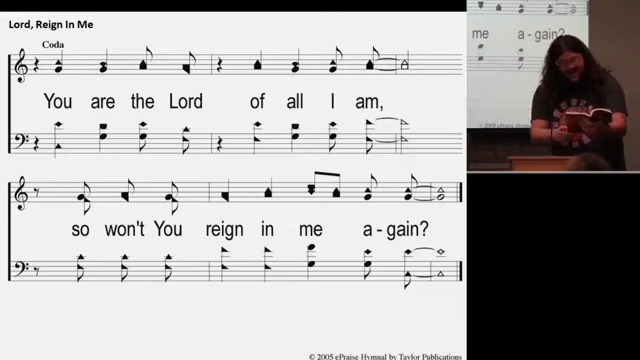 Lord, Reign In Me
Coda
You are the Lord of all I am,
so won't You reign in me a-gain?
© 2005 ePraise Hymnal by Taylor Publications
me a-gain?